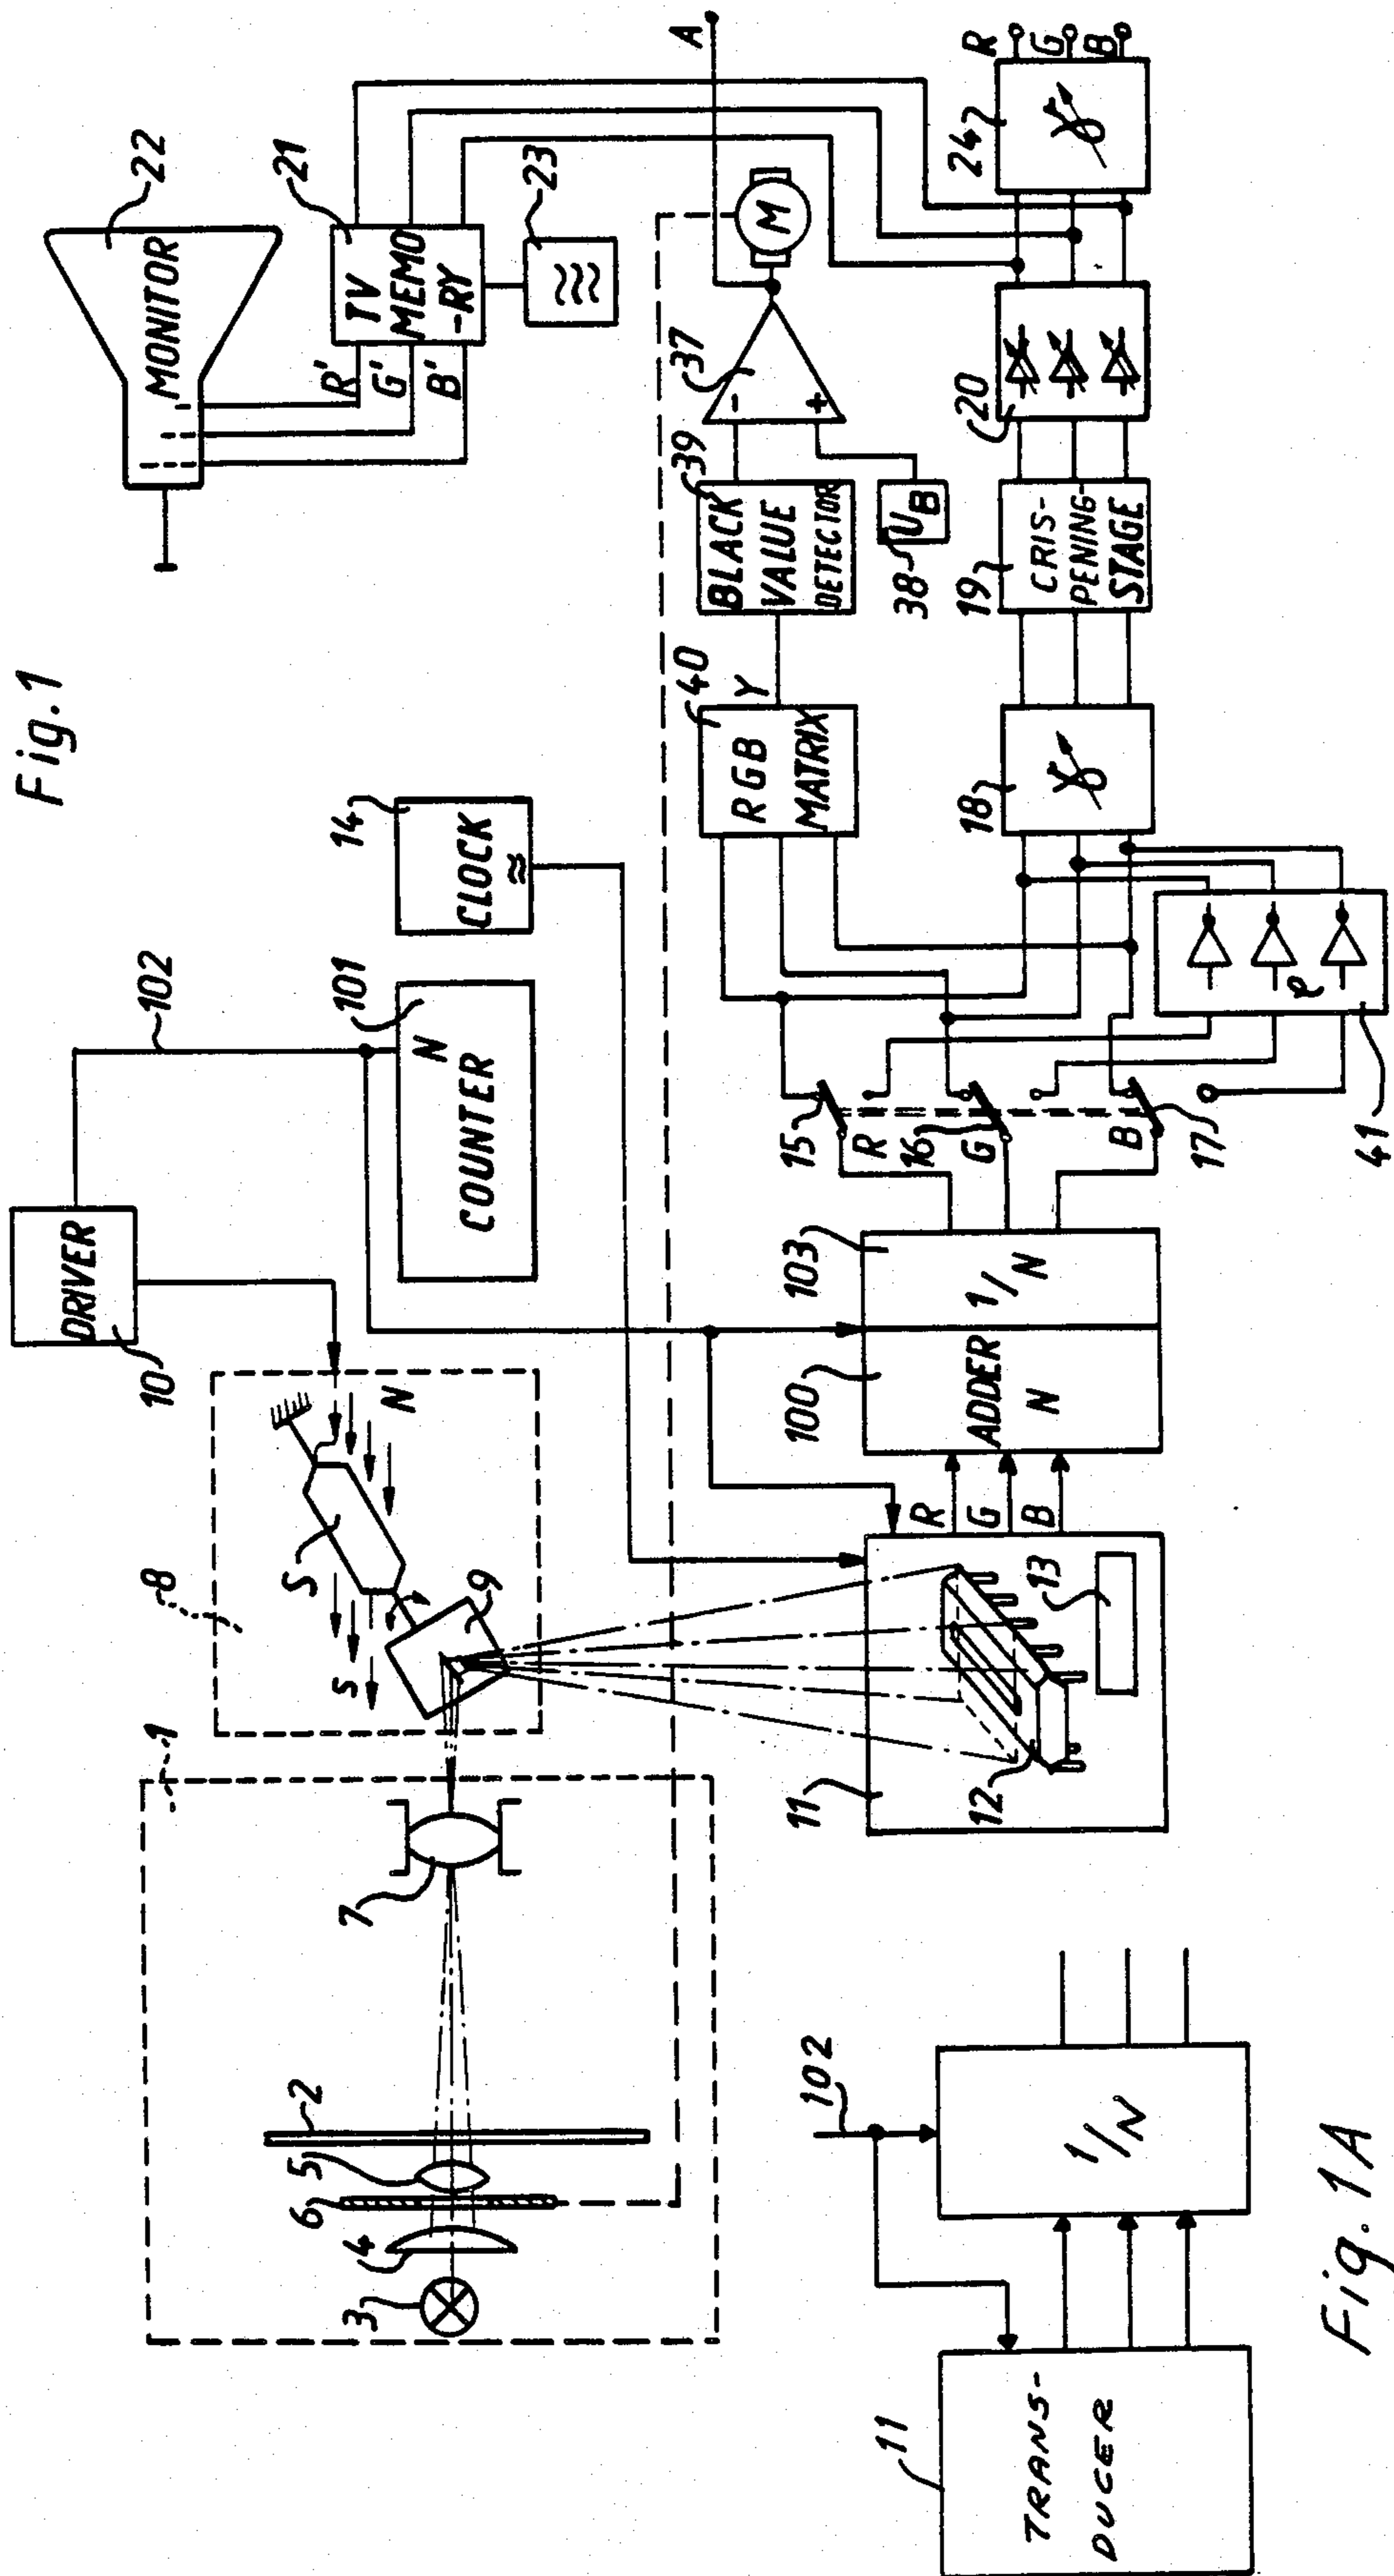 Fig. 1
1
3
4
6
5
2
7
8
S
s
N
9
10
DRIVER
102
101
N
COUNTER
14
CLOCK
≈
MONITOR
22
R'
G'
B'
21
TV
MEMO
-RY
23
11
12
13
R
G
B
100
ADDER
N
103
1/N
15
R
16
G
B
17
41
40
RGB
MATRIX
Y
39
BLACK
VALUE
DETECTOR
38
UB
37
-
+
M
A
18
γ
19
CRIS-
PENING-
STAGE
20
24
γ
R
G
B
11
TRANS-
DUCER
102
1/N
Fig. 1A